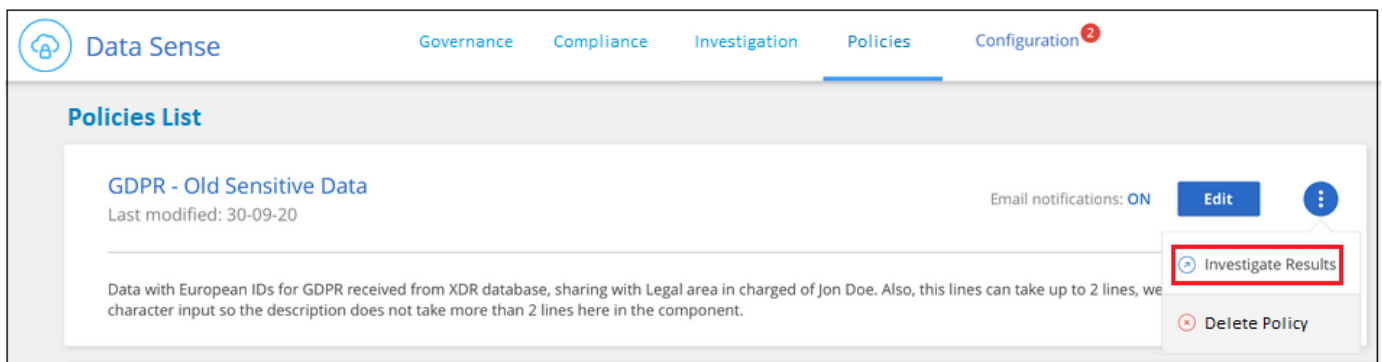 Data Sense
Governance Compliance Investigation Policies Configuration 2
Policies List
GDPR - Old Sensitive Data
Last modified: 30-09-20
Email notifications: ON Edit
Investigate Results
Data with European IDs for GDPR received from XDR database, sharing with Legal area in charged of Jon Doe. Also, this lines can take up to 2 lines, we
character input so the description does not take more than 2 lines here in the component.
Delete Policy